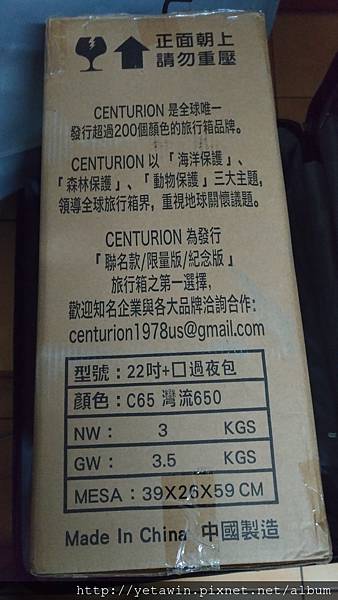 正面朝上
請勿重壓
CENTURION 是全球唯一
發行超過200個顏色的旅行箱品牌。
CENTURION 以「海洋保護」、
「森林保護」、「動物保護」三大主題,
領導全球旅行箱界，重視地球關懷議題。
CENTURION 為發行
「聯名款/限量版/紀念版」
旅行箱之第一選擇,
歡迎知名企業與各大品牌洽詢合作:
centurion1978us@gmail.com
型號：22吋+口過夜包
顏色：C65 灣流650
NW： 3 KGS
GW： 3.5 KGS
MESA：39X26X59 CM
Made In China 中國製造
http://yetawin.pixnet.net/album